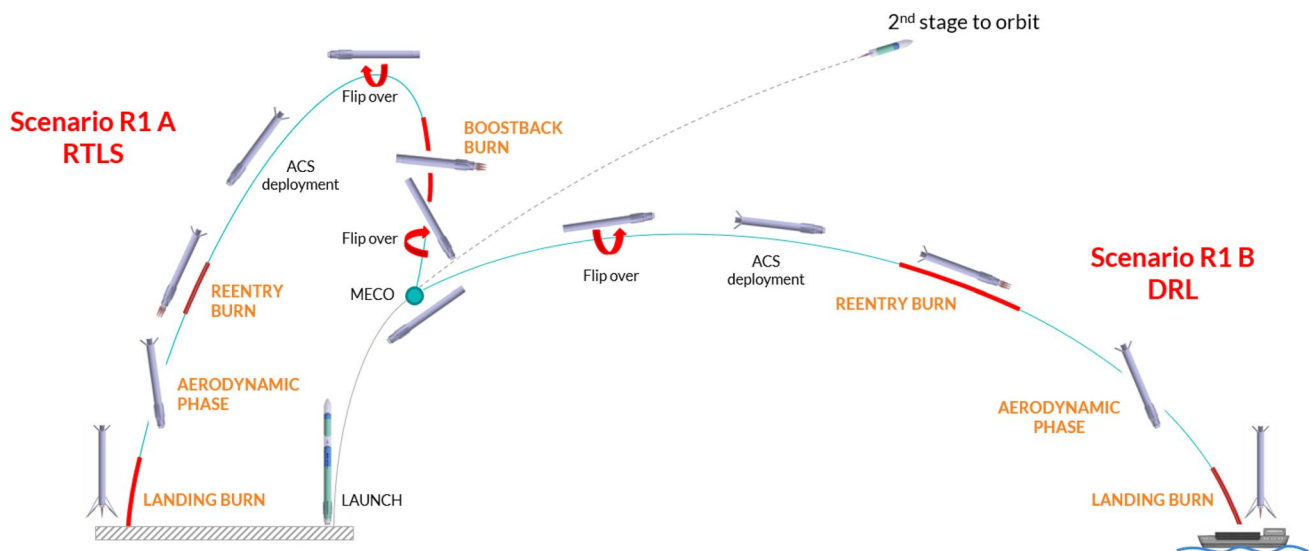 2nd stage to orbit
Scenario R1 A
RTLS
Flip over
BOOSTBACK
BURN
ACS
deployment
Flip over
Flip over
ACS
deployment
Scenario R1 B
DRL
REENTRY
BURN
MECO
REENTRY BURN
AERODYNAMIC
PHASE
AERODYNAMIC
PHASE
LANDING BURN
LAUNCH
LANDING BURN